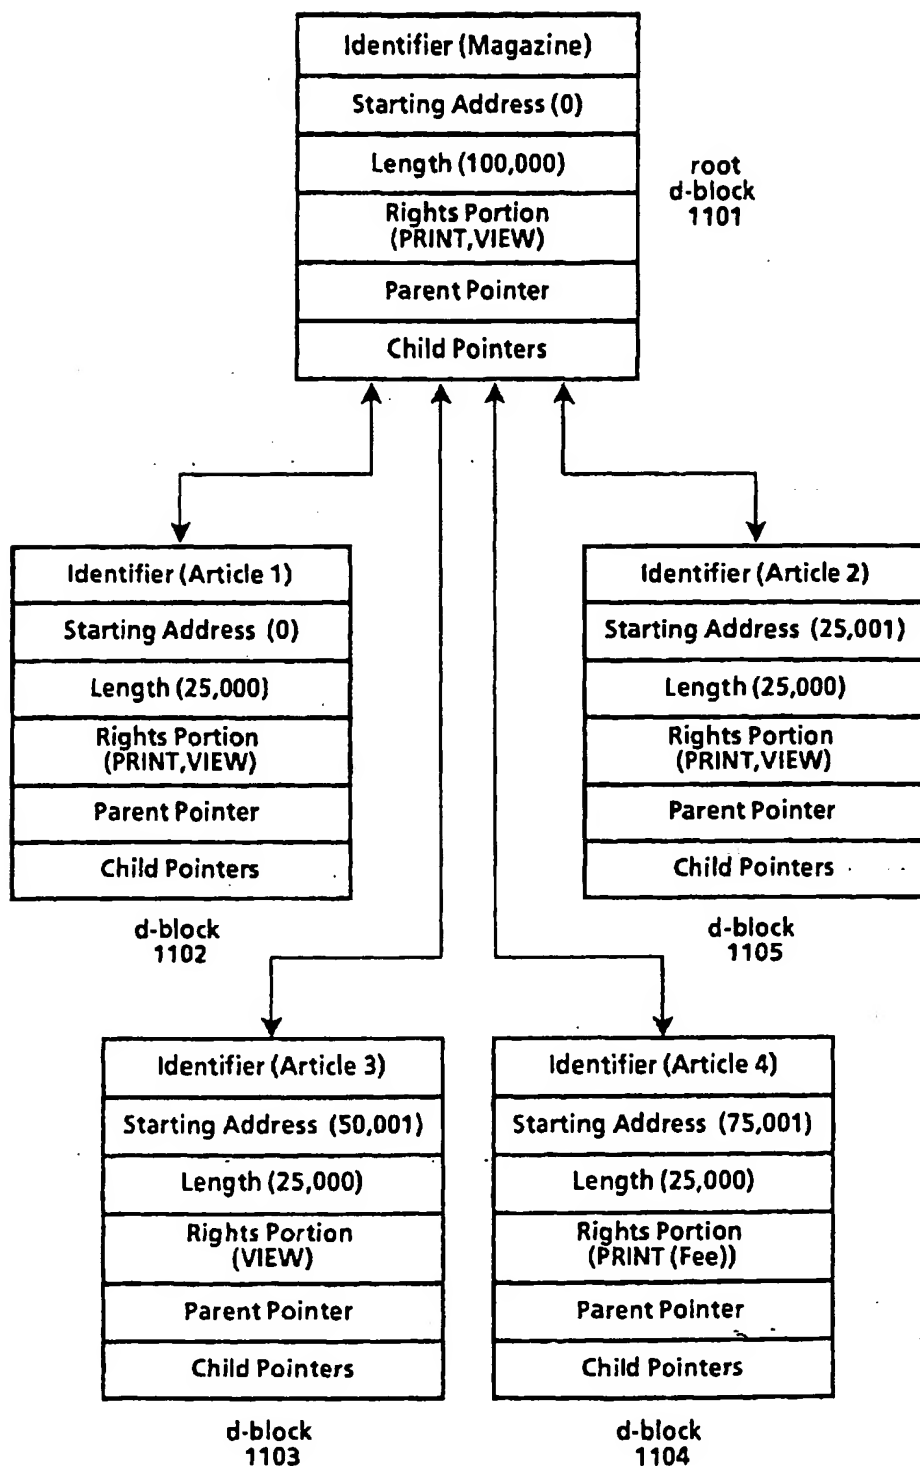 Identifier (Magazine)
Starting Address (0)
Length (100,000)
Rights Portion
(PRINT,VIEW)
Parent Pointer
Child Pointers
root
d-block
1101
Identifier (Article 1)
Starting Address (0)
Length (25,000)
Rights Portion
(PRINT,VIEW)
Parent Pointer
Child Pointers
d-block
1102
Identifier (Article 2)
Starting Address (25,001)
Length (25,000)
Rights Portion
(PRINT,VIEW)
Parent Pointer
Child Pointers
d-block
1105
Identifier (Article 3)
Starting Address (50,001)
Length (25,000)
Rights Portion
(VIEW)
Parent Pointer
Child Pointers
d-block
1103
Identifier (Article 4)
Starting Address (75,001)
Length (25,000)
Rights Portion
(PRINT (Fee))
Parent Pointer
Child Pointers
d-block
1104